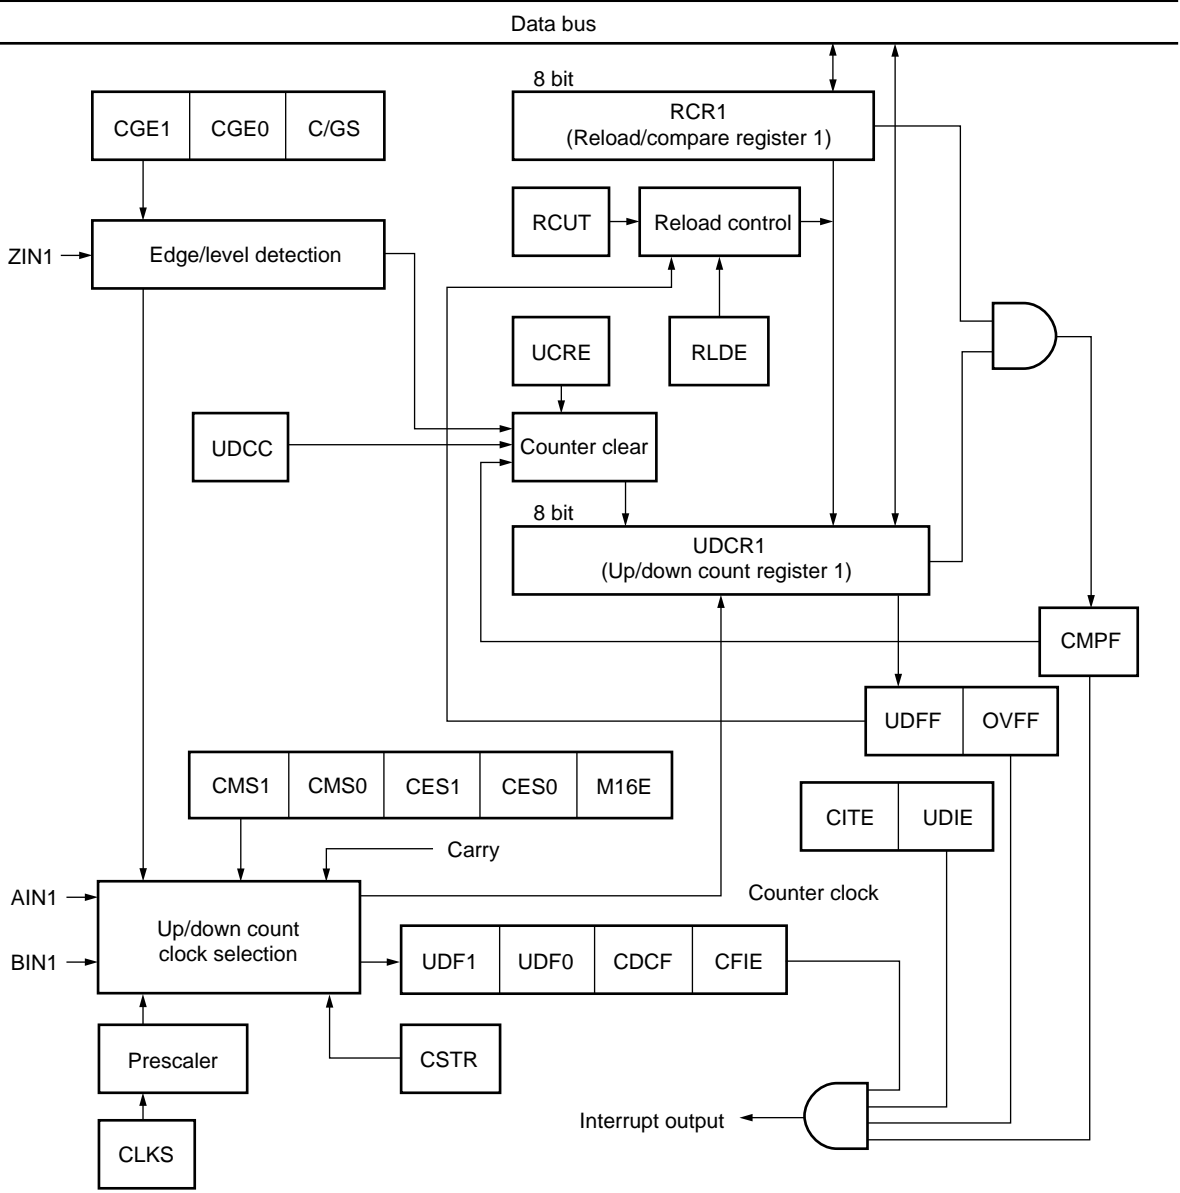 Data bus
8 bit
RCR1
(Reload/compare register 1)
CGE1 CGE0 C/GS
RCUT
Reload control
ZIN1
Edge/level detection
UCRE
RLDE
UDCC
Counter clear
8 bit
UDCR1
(Up/down count register 1)
CMPF
UDFF OVFF
CMS1 CMS0 CES1 CES0 M16E
CITE UDIE
Carry
Counter clock
AIN1
BIN1
Up/down count
clock selection
UDF1 UDF0 CDCF CFIE
Prescaler
CSTR
Interrupt output
CLKS